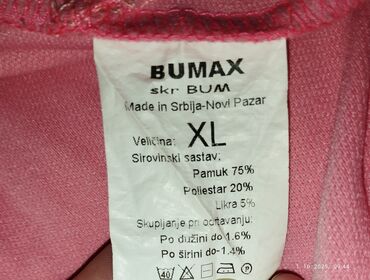 BUMAX
skr BUM
Made in Srbija-Novi Pazar
Veličina: XL
Sirovinski sastav:
Pamuk 75%
Poliestar 20%
Likra 5%
Skupljanje pri održavanju:
Po dužini do-1.6%
Po širini do-1.4%
40